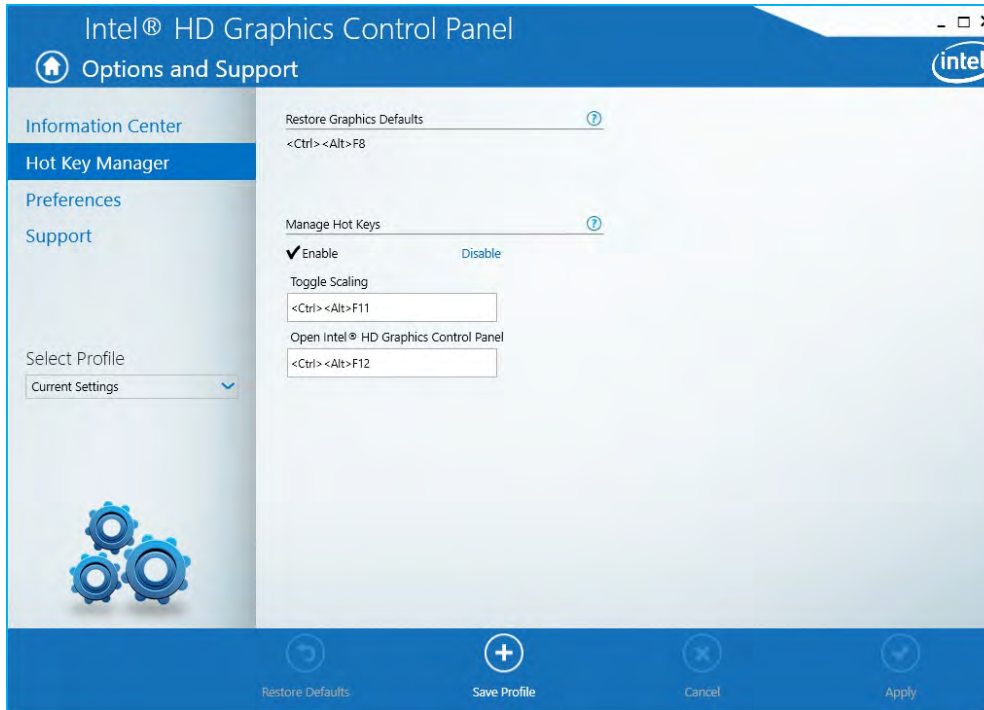 Intel® HD Graphics Control Panel
Options and Support
Information Center
Hot Key Manager
Preferences
Support
Select Profile
Current Settings
Restore Graphics Defaults
<Ctrl><Alt>F8
Manage Hot Keys
Enable Disable
Toggle Scaling
<Ctrl><Alt>F11
Open Intel® HD Graphics Control Panel
<Ctrl><Alt>F12
Restore Defaults Save Profile Cancel Apply